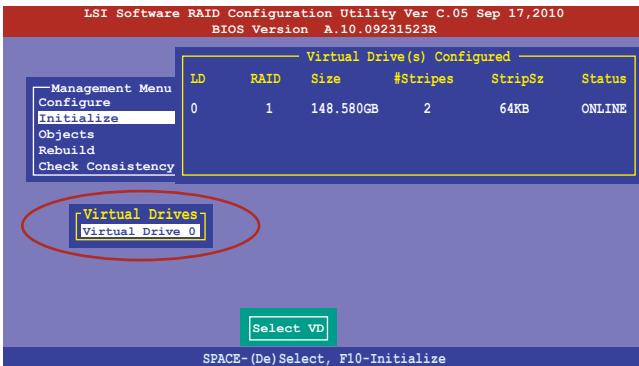 LSI Software RAID Configuration Utility Ver C.05 Sep 17,2010
BIOS Version A.10.09231523R
Virtual Drive(s) Configured
LD RAID Size #Stripes StripSz Status
0 1 148.580GB 2 64KB ONLINE
Management Menu
Configure
Initialize
Objects
Rebuild
Check Consistency
Virtual Drives
Virtual Drive 0
Select VD
SPACE-(De)Select, F10-Initialize